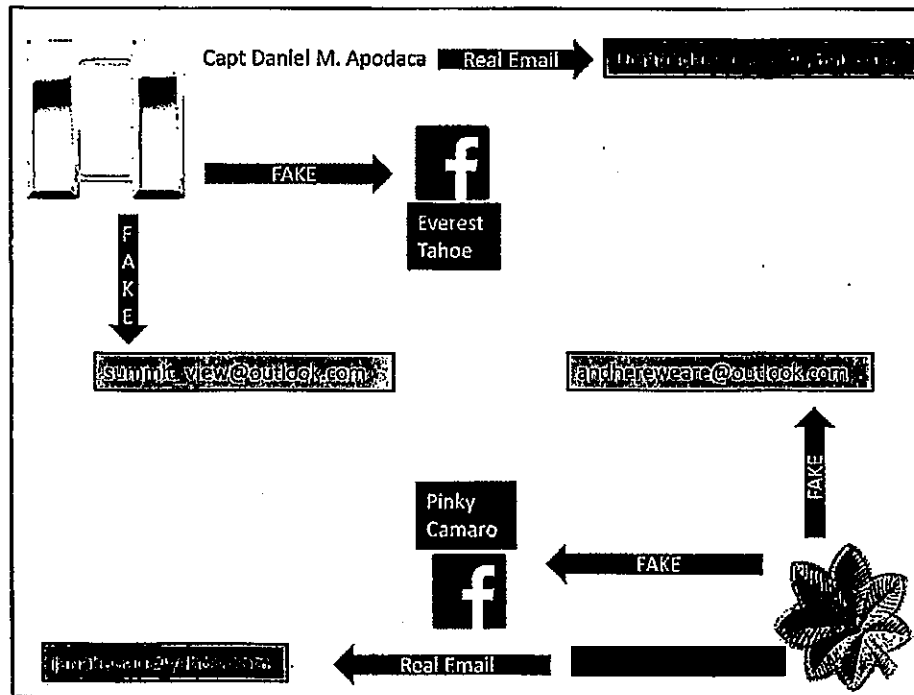 Capt Daniel M. Apodaca
Real Email
FAKE
f
Everest
Tahoe
FAKE
summit_view@outlook.com
andhereweare@outlook.com
FAKE
Pinky
Camaro
f
FAKE
Real Email